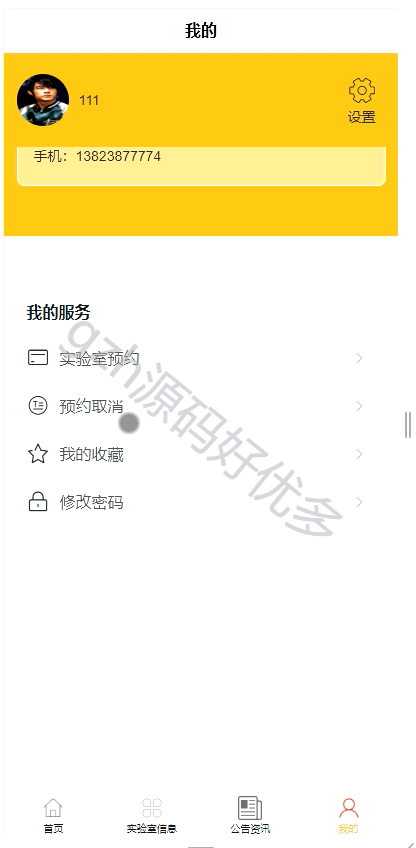 我的
111
设置
手机：13823877774
我的服务
实验室预约
预约取消
我的收藏
修改密码
gzh源码好优多
首页
实验室信息
公告资讯
我的